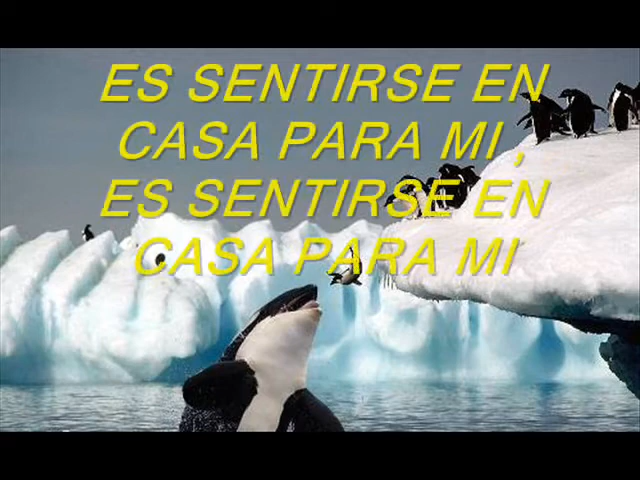 ES SENTIRSE EN
CASA PARA MI ,
ES SENTIRSE EN
CASA PARA MI